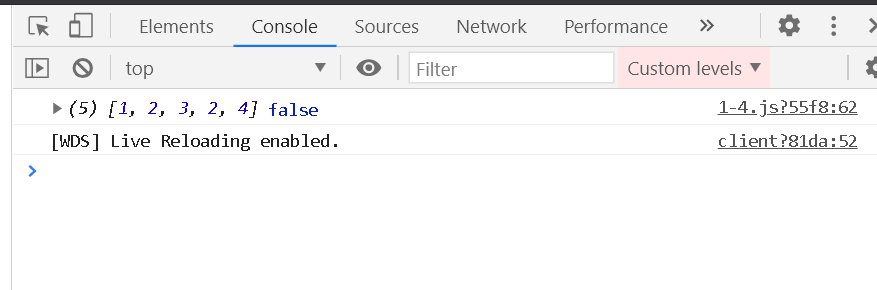 Elements Console Sources Network Performance »
top ▼ Filter Custom levels ▼
▶ (5) [1, 2, 3, 2, 4] false 1-4.js?55f8:62
[WDS] Live Reloading enabled. client?81da:52
>